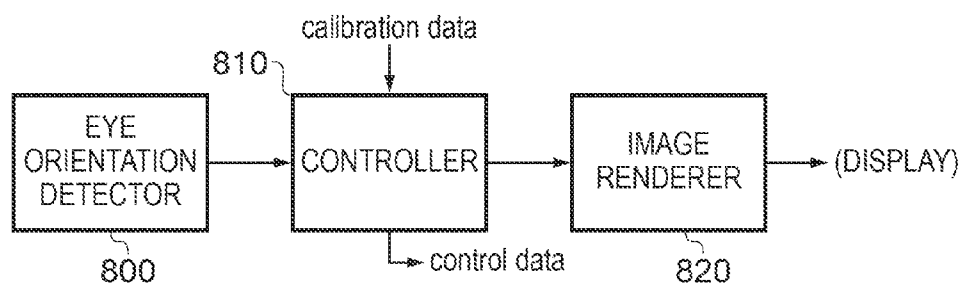 calibration data
810
EYE
ORIENTATION
DETECTOR
CONTROLLER
IMAGE
RENDERER
(DISPLAY)
800
control data
820